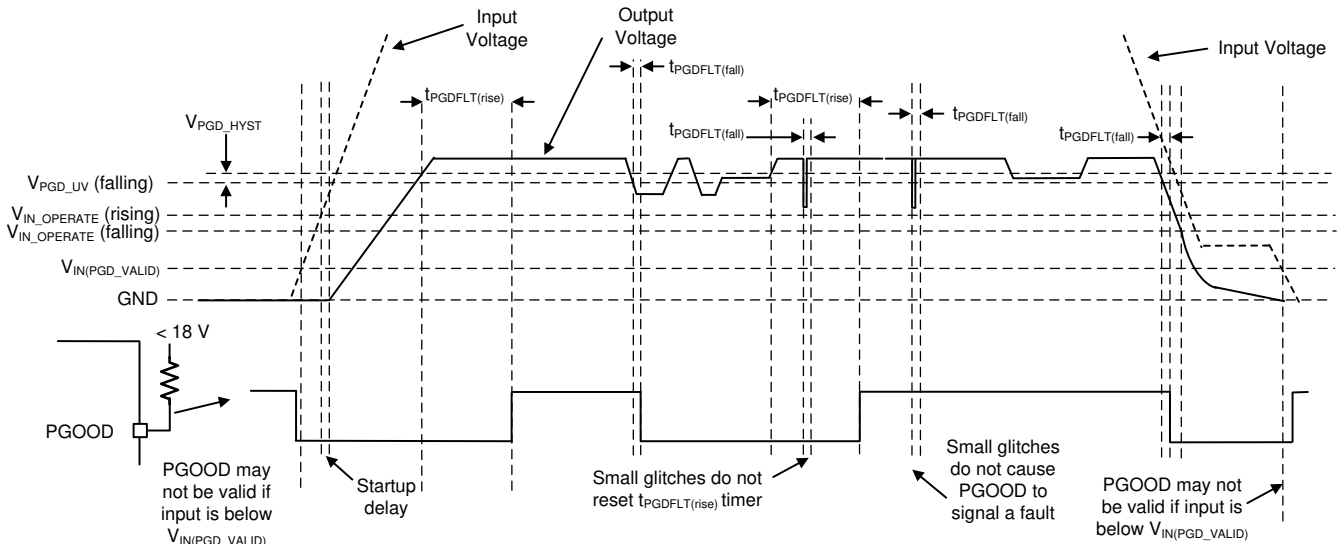 Input
Voltage
Output
Voltage
Input Voltage
tPGDFLT(fall)
tPGDFLT(rise)
tPGDFLT(rise)
tPGDFLT(fall)
tPGDFLT(fall)
tPGDFLT(fall)
VPGD_HYST
VPGD_UV (falling)
VIN_OPERATE (rising)
VIN_OPERATE (falling)
VIN(PGD_VALID)
GND
< 18 V
PGOOD
PGOOD may
not be valid if
input is below
VIN(PGD_VALID)
Startup
delay
Small glitches do not
reset tPGDFLT(rise) timer
Small glitches
do not cause
PGOOD to
signal a fault
PGOOD may not
be valid if input is
below VIN(PGD_VALID)